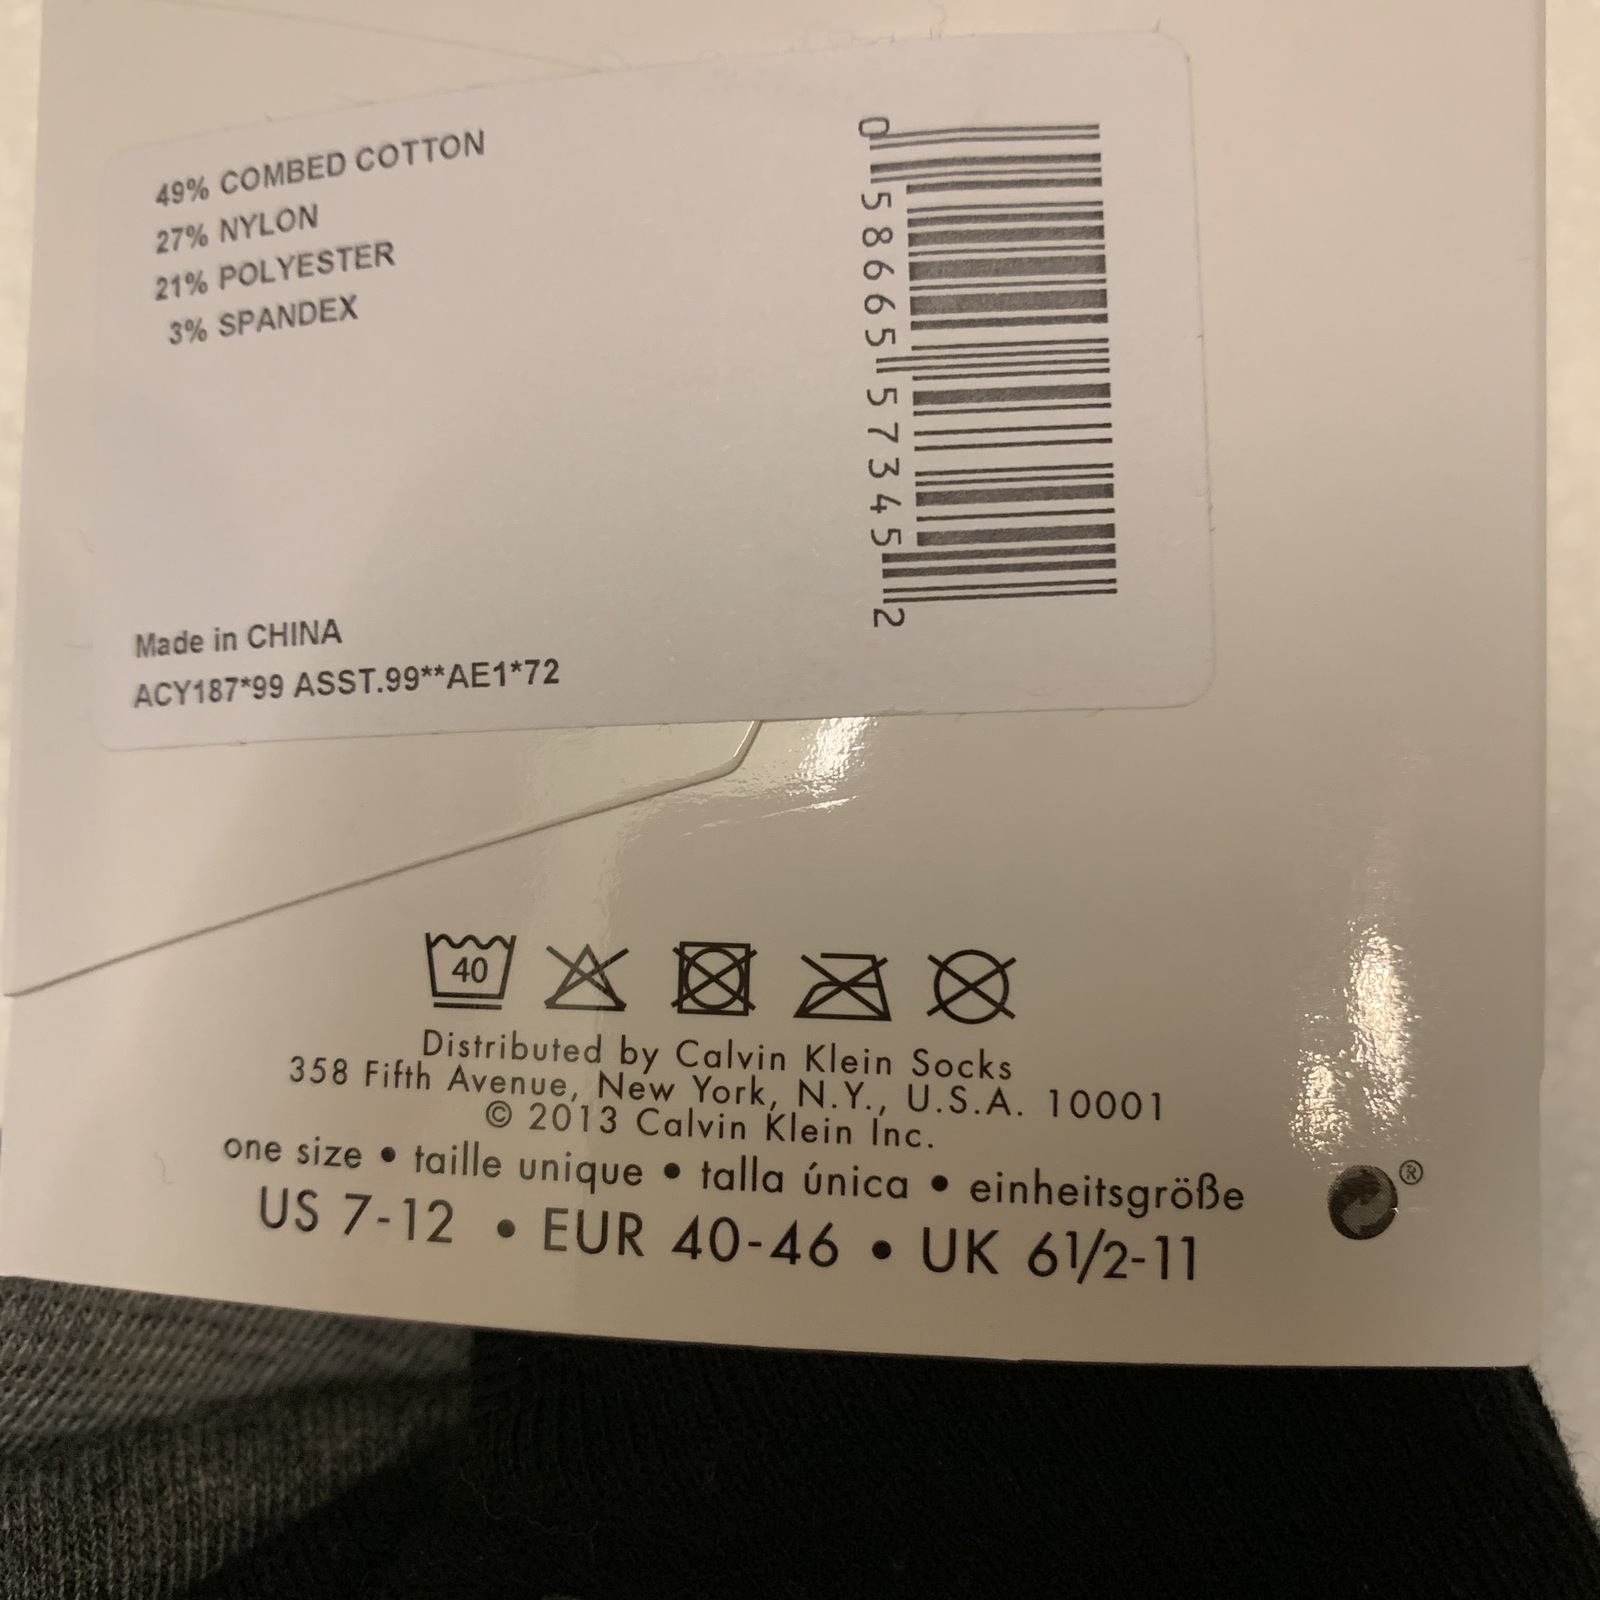 49% COMBED COTTON
27% NYLON
21% POLYESTER
3% SPANDEX
0 58665 57345 2
Made in CHINA
ACY187*99 ASST.99**AE1*72
40
Distributed by Calvin Klein Socks
358 Fifth Avenue, New York, N.Y., U.S.A. 10001
© 2013 Calvin Klein Inc.
one size • taille unique • talla única • einheitsgröße
®
US 7-12 • EUR 40-46 • UK 61/2-11